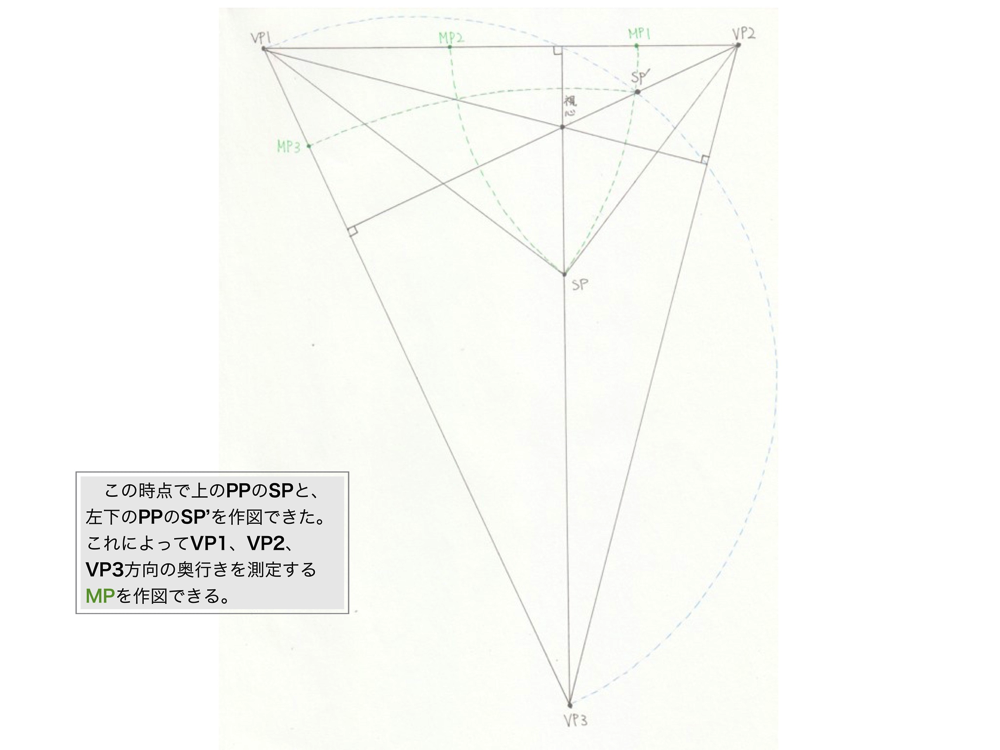 VP1
MP2
MP1
VP2
SP'
視心
MP3
SP
この時点で上のPPのSPと、
左下のPPのSP’を作図できた。
これによってVP1、VP2、
VP3方向の奥行きを測定する
MPを作図できる。
VP3